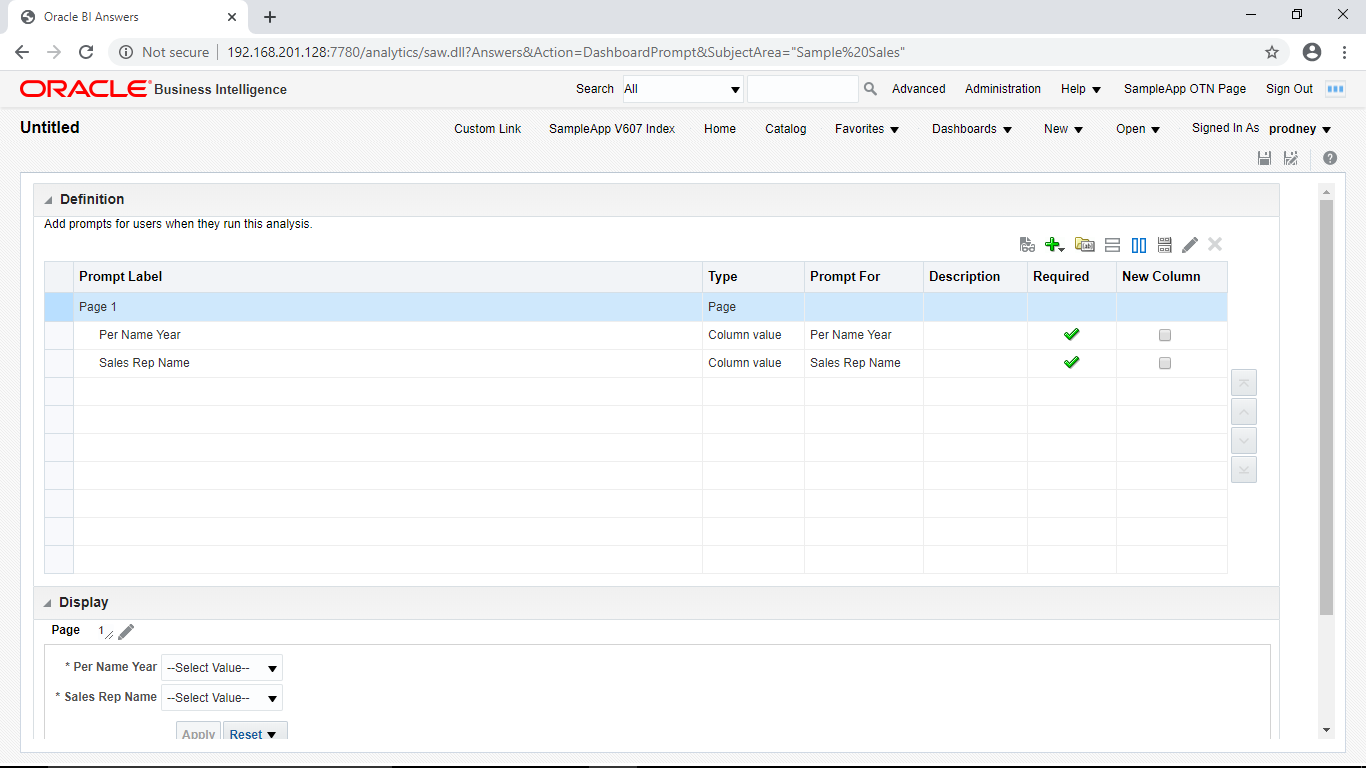 Oracle BI Answers
Not secure 192.168.201.128:7780/analytics/saw.dll?Answers&Action=DashboardPrompt&SubjectArea="Sample%20Sales"
ORACLE Business Intelligence Search All Advanced Administration Help SampleApp OTN Page Sign Out
Untitled Custom Link SampleApp V607 Index Home Catalog Favorites Dashboards New Open Signed In As prodney
Definition
Add prompts for users when they run this analysis.
Prompt Label Type Prompt For Description Required New Column
Page 1 Page
Per Name Year Column value Per Name Year
Sales Rep Name Column value Sales Rep Name
Display
Page 1
* Per Name Year --Select Value--
* Sales Rep Name --Select Value--
Apply Reset